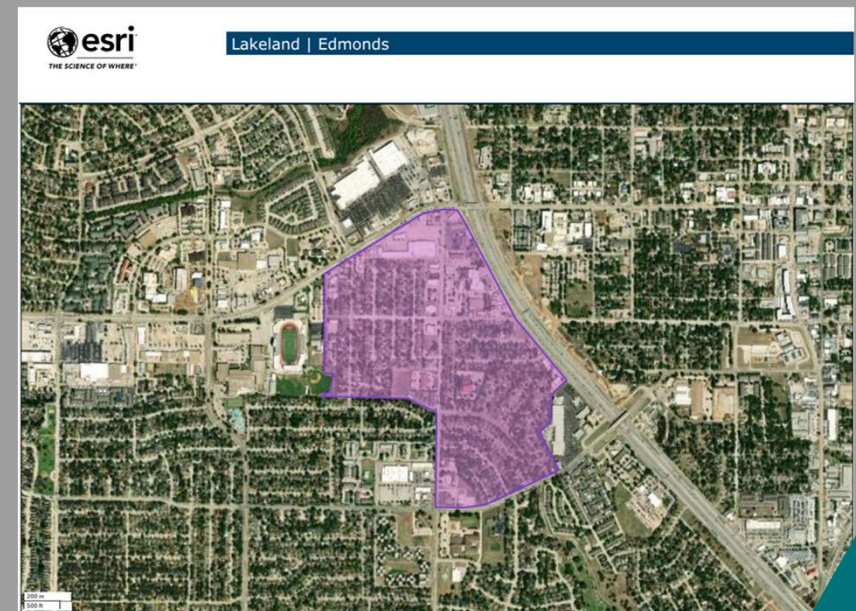 esri
THE SCIENCE OF WHERE®
Lakeland | Edmonds
200 m
500 ft